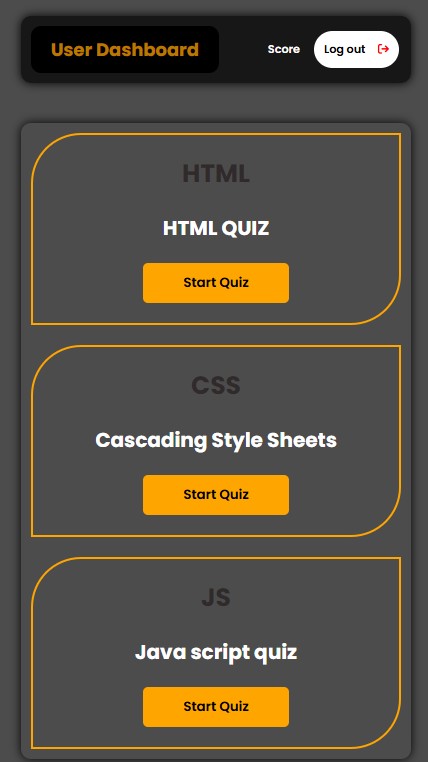 User Dashboard
Score
Log out
HTML
HTML QUIZ
Start Quiz
CSS
Cascading Style Sheets
Start Quiz
JS
Java script quiz
Start Quiz